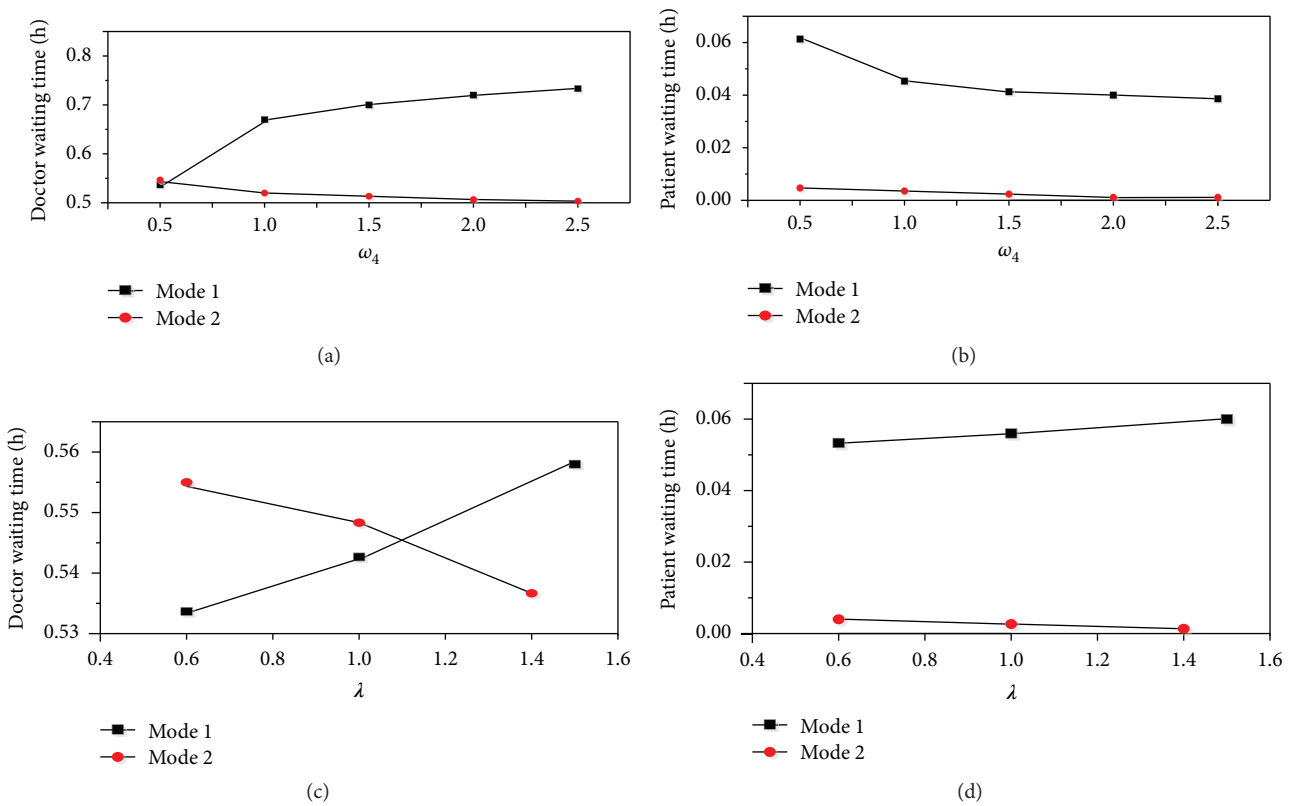 Doctor waiting time (h)
0.8
0.7
0.6
0.5
0.5 1.0 1.5 2.0 2.5
ω4
Mode 1
Mode 2
(a)
Patient waiting time (h)
0.06
0.04
0.02
0.00
0.5 1.0 1.5 2.0 2.5
ω4
Mode 1
Mode 2
(b)
Doctor waiting time (h)
0.56
0.55
0.54
0.53
0.4 0.6 0.8 1.0 1.2 1.4 1.6
λ
Mode 1
Mode 2
(c)
Patient waiting time (h)
0.06
0.04
0.02
0.00
0.4 0.6 0.8 1.0 1.2 1.4 1.6
λ
Mode 1
Mode 2
(d)